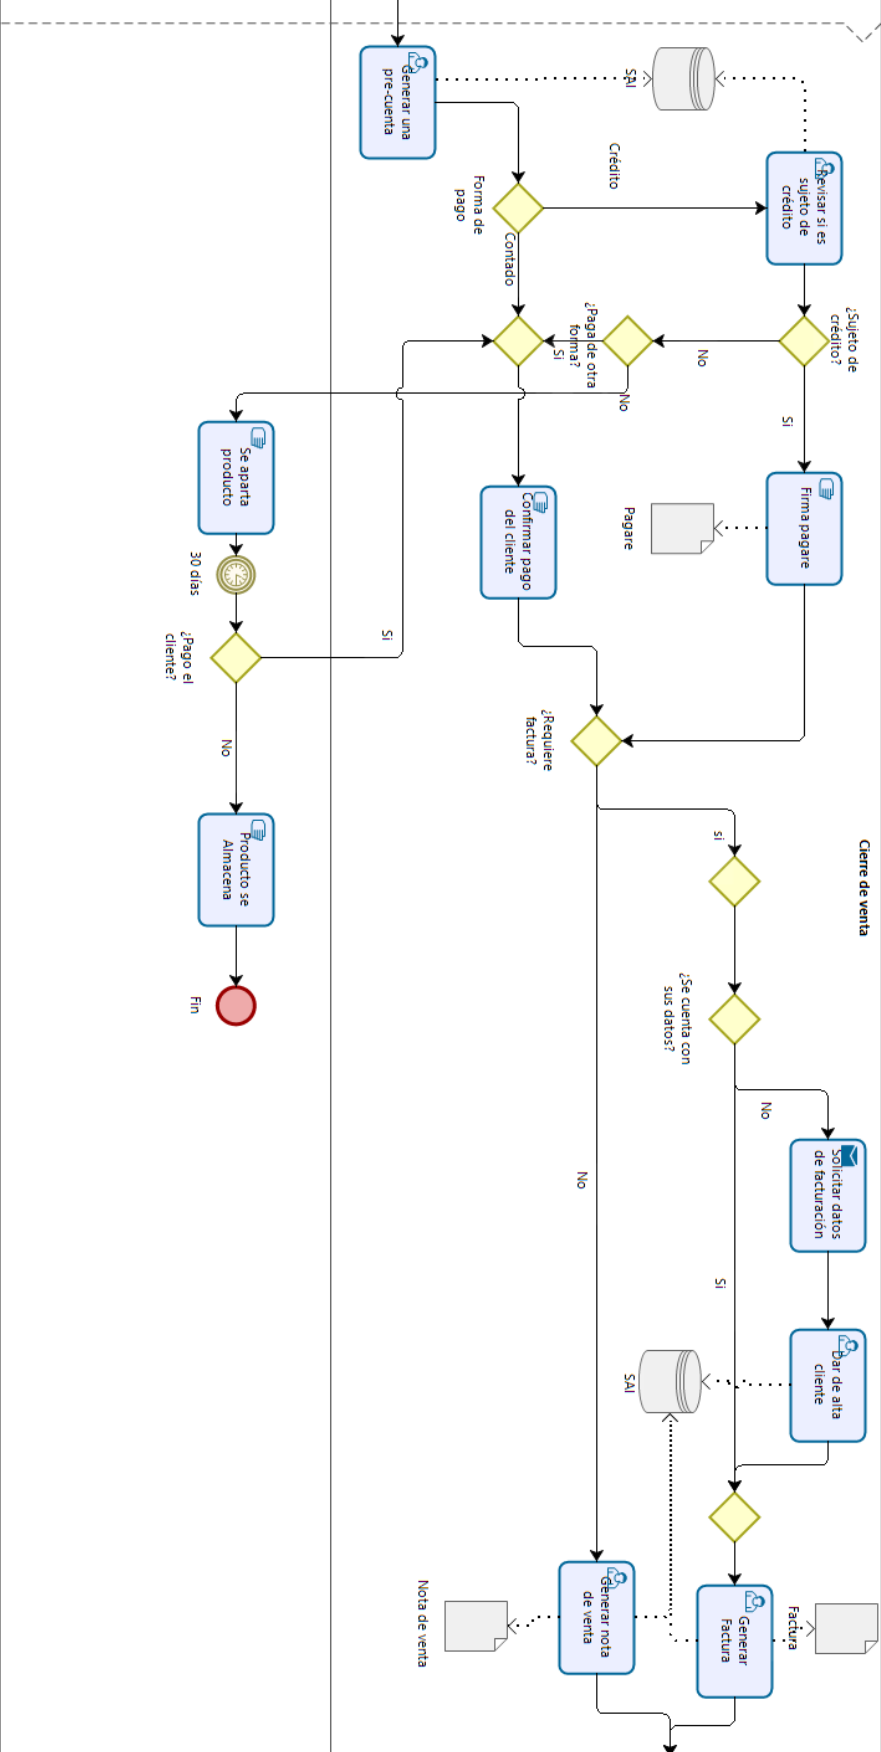 Cierre de venta
Generar una
pre-cuenta
SAI
Revisar si es
sujeto de
crédito
Crédito
Forma de
pago
Contado
¿Sujeto de
crédito?
No
Si
¿Paga de otra
forma?
Si
No
Firma pagare
Pagare
Confirmar pago
del cliente
Se aparta
producto
30 días
¿Pago el
cliente?
Si
No
Producto se
Almacena
Fin
¿Requiere
factura?
si
No
¿Se cuenta con
sus datos?
No
Si
Solicitar datos
de facturación
Dar de alta
cliente
SAI
Generar
Factura
Factura
Generar nota
de venta
Nota de venta